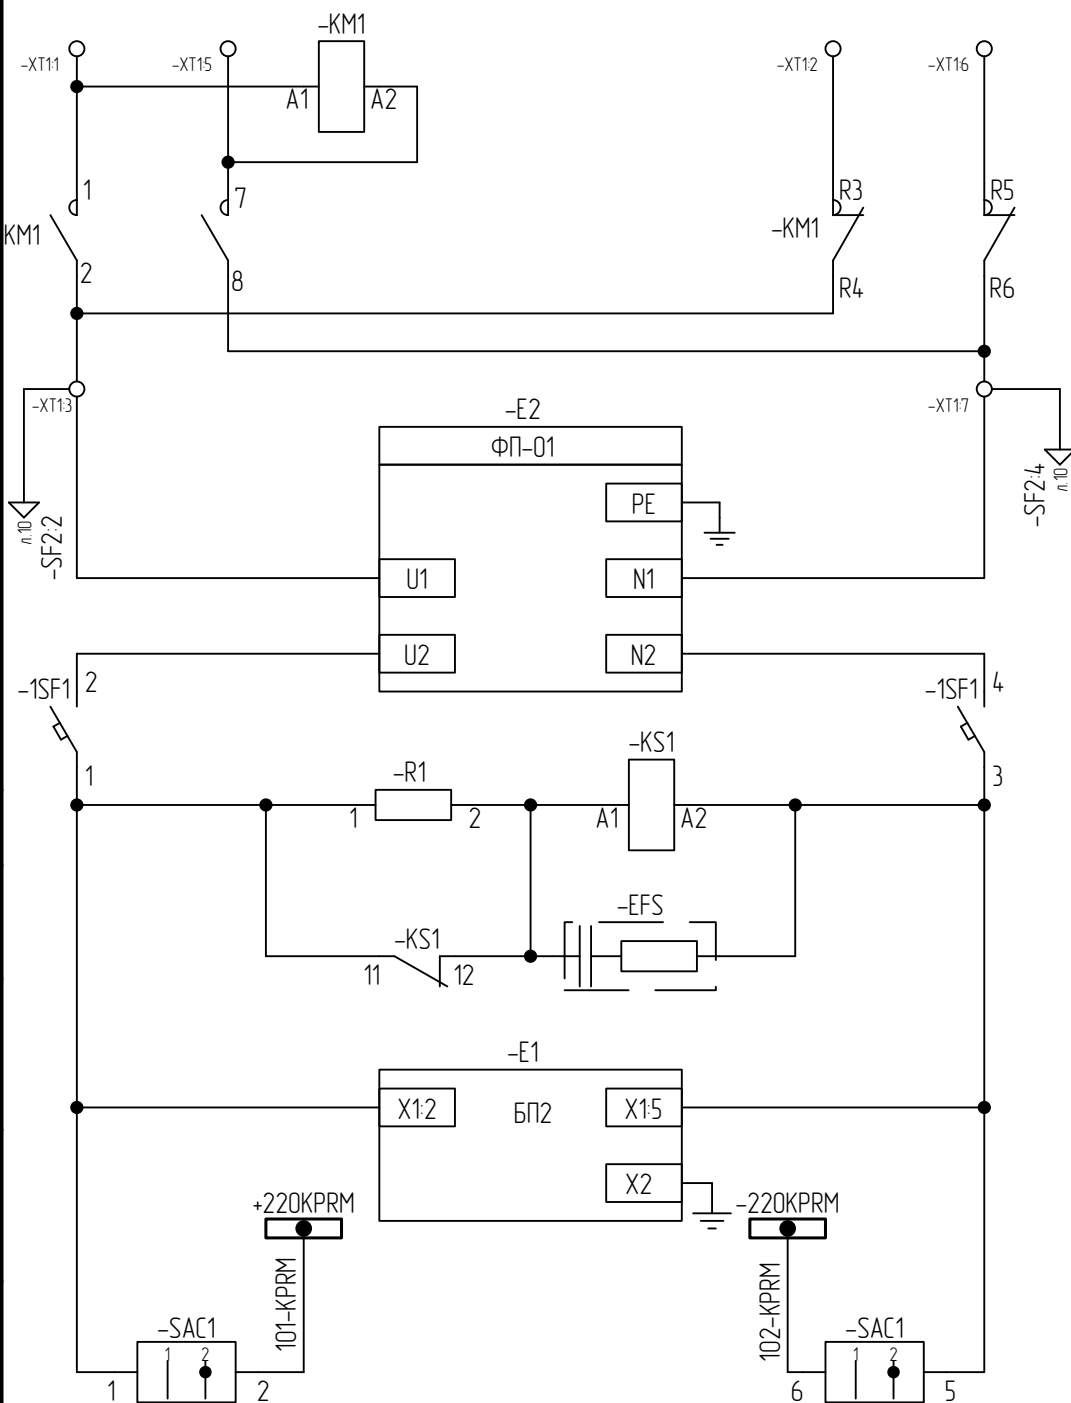 -KM1
-XT1:1
-XT1:5
-XT1:2
-XT1:6
A1
A2
1
7
R3
R5
KM1
-KM1
2
8
R4
R6
-XT1:3
-XT1:7
-E2
ФП-01
PE
л.10
-SF2:2
-SF2:4
л.10
U1
N1
U2
N2
-1SF1
2
-1SF1
4
1
3
-R1
-KS1
1
2
A1
A2
-EFS
-KS1
11
12
-E1
X1:2
БП2
X1:5
X2
+220KPRM
-220KPRM
101-KPRM
102-KPRM
-SAC1
-SAC1
1
2
1
2
1
2
6
5